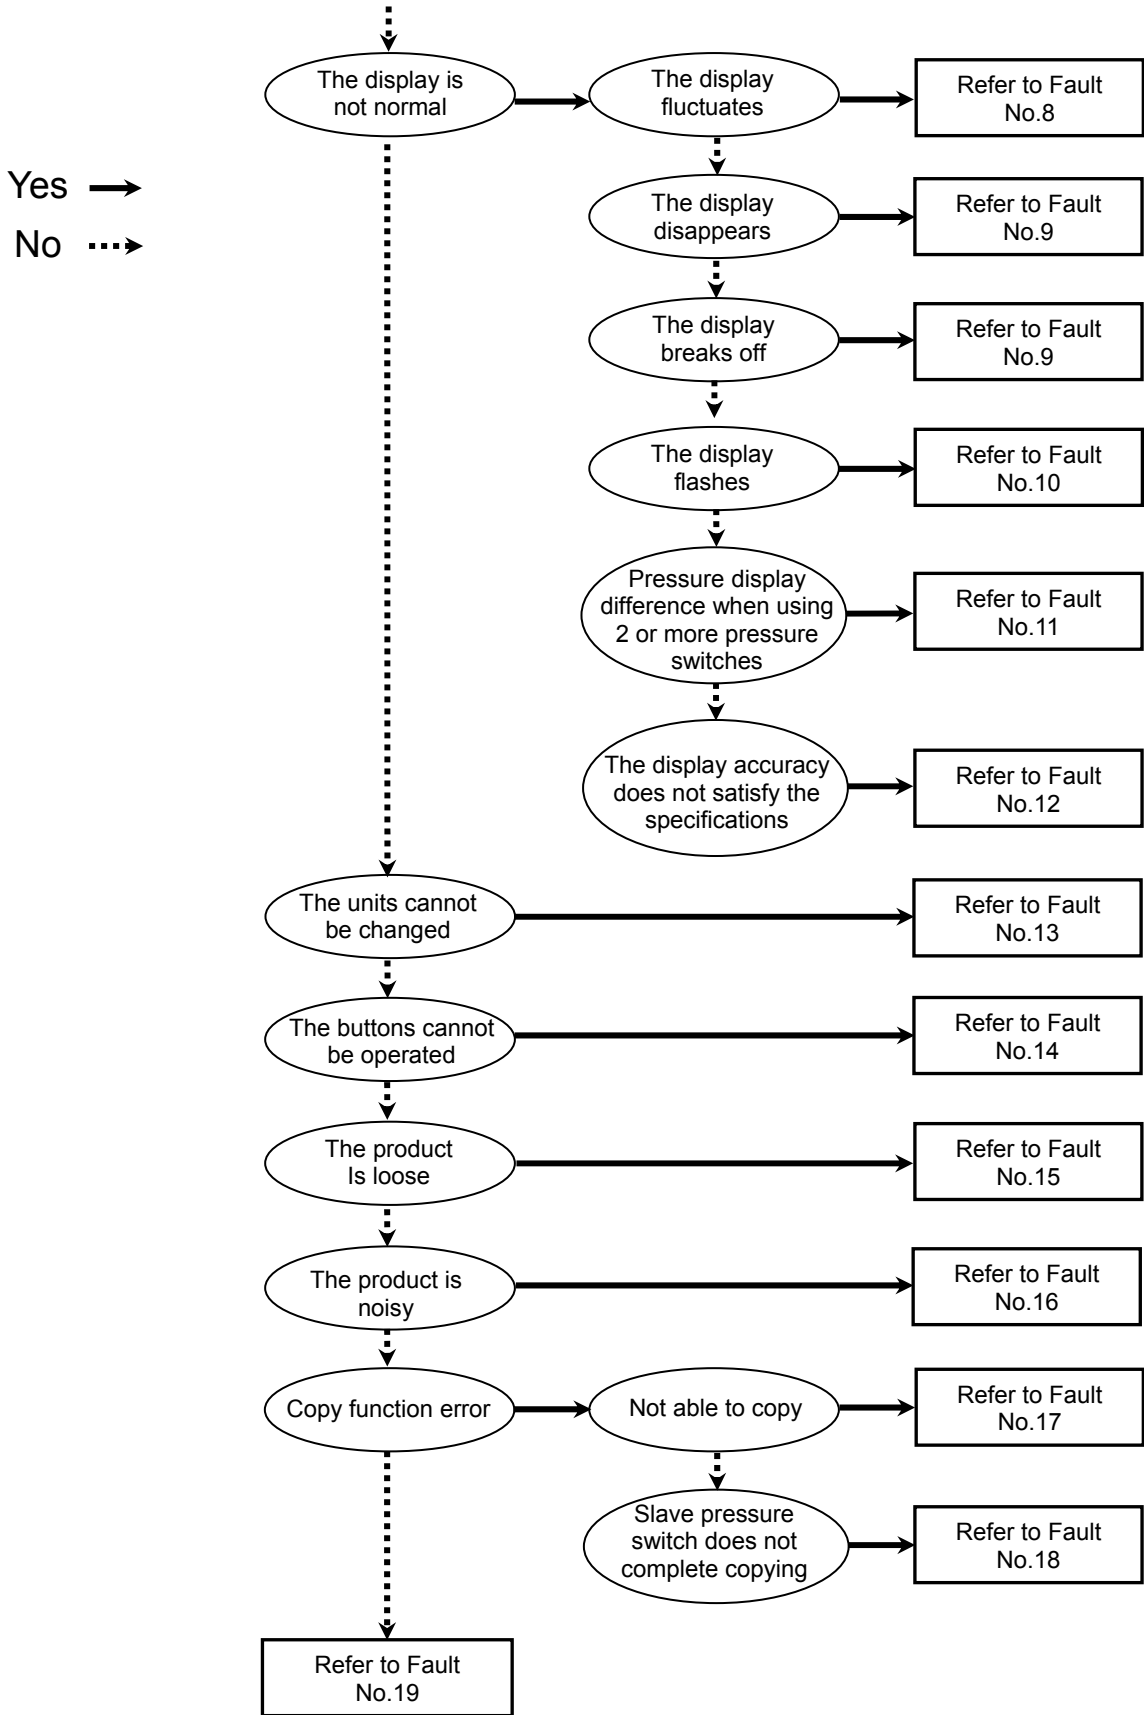 The display is
not normal
The display
fluctuates
Refer to Fault
No.8
Yes
No
The display
disappears
Refer to Fault
No.9
The display
breaks off
Refer to Fault
No.9
The display
flashes
Refer to Fault
No.10
Pressure display
difference when using
2 or more pressure
switches
Refer to Fault
No.11
The display accuracy
does not satisfy the
specifications
Refer to Fault
No.12
The units cannot
be changed
Refer to Fault
No.13
The buttons cannot
be operated
Refer to Fault
No.14
The product
Is loose
Refer to Fault
No.15
The product is
noisy
Refer to Fault
No.16
Copy function error
Not able to copy
Refer to Fault
No.17
Slave pressure
switch does not
complete copying
Refer to Fault
No.18
Refer to Fault
No.19